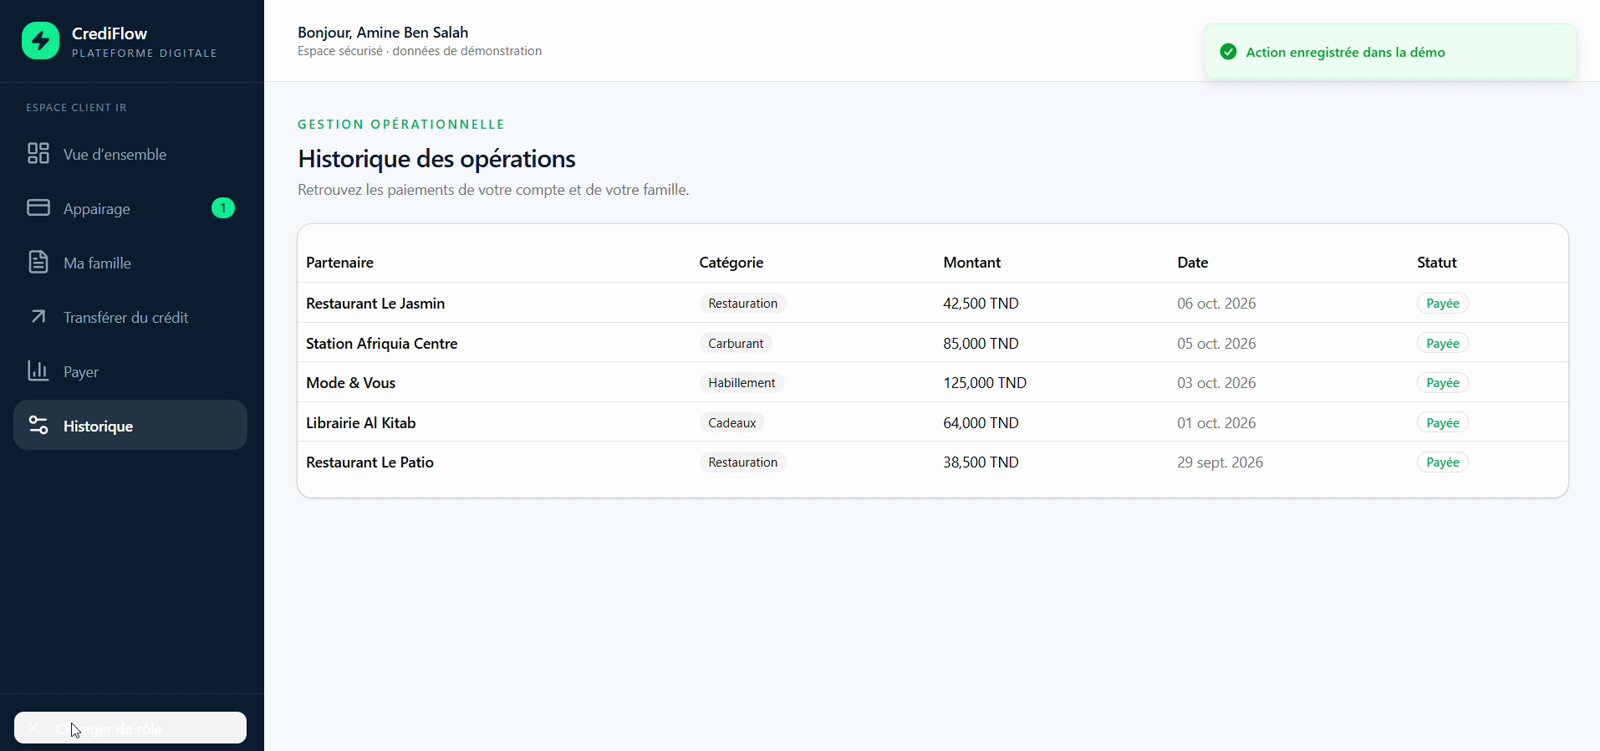 CrediFlow
PLATEFORME DIGITALE
ESPACE CLIENT IR
Vue d'ensemble
Appairage 1
Ma famille
Transférer du crédit
Payer
Historique
Changer de rôle
Bonjour, Amine Ben Salah
Espace sécurisé · données de démonstration
Action enregistrée dans la démo
GESTION OPÉRATIONNELLE
Historique des opérations
Retrouvez les paiements de votre compte et de votre famille.
Partenaire Catégorie Montant Date Statut
Restaurant Le Jasmin Restauration 42,500 TND 06 oct. 2026 Payée
Station Afriquia Centre Carburant 85,000 TND 05 oct. 2026 Payée
Mode & Vous Habillement 125,000 TND 03 oct. 2026 Payée
Librairie Al Kitab Cadeaux 64,000 TND 01 oct. 2026 Payée
Restaurant Le Patio Restauration 38,500 TND 29 sept. 2026 Payée